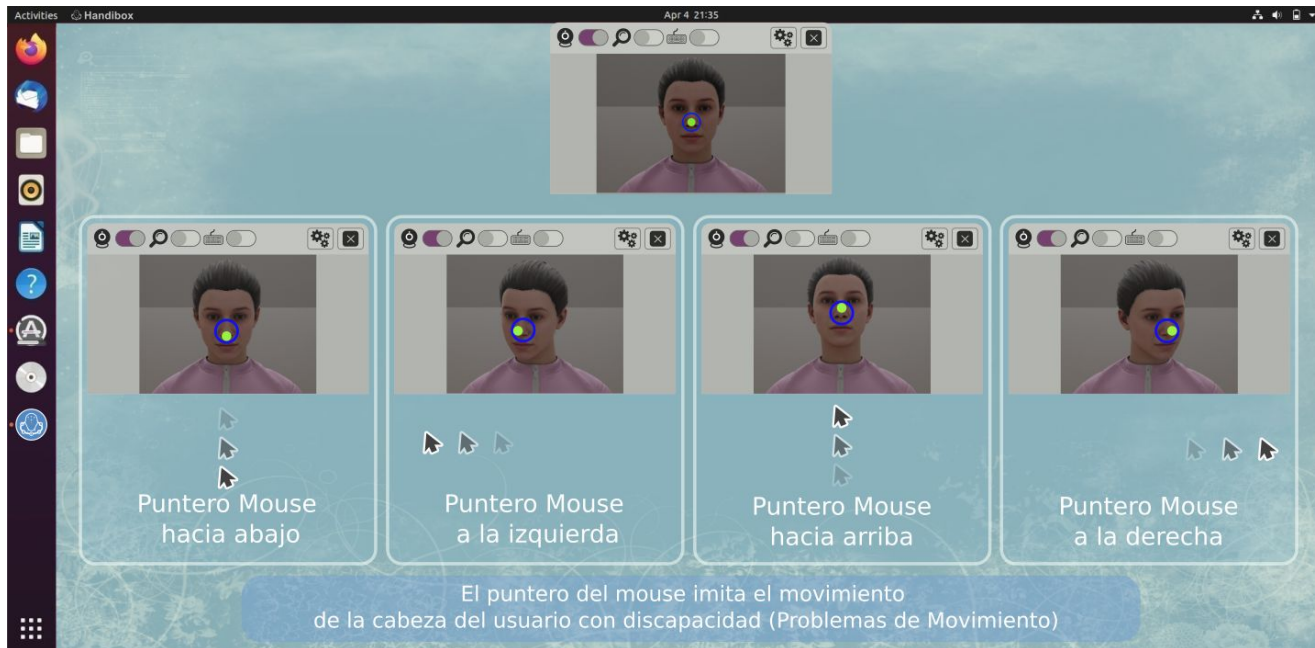 Activities
Handibox
Apr 4 21:35
Puntero Mouse
hacia abajo
Puntero Mouse
a la izquierda
Puntero Mouse
hacia arriba
Puntero Mouse
a la derecha
El puntero del mouse imita el movimiento
de la cabeza del usuario con discapacidad (Problemas de Movimiento)